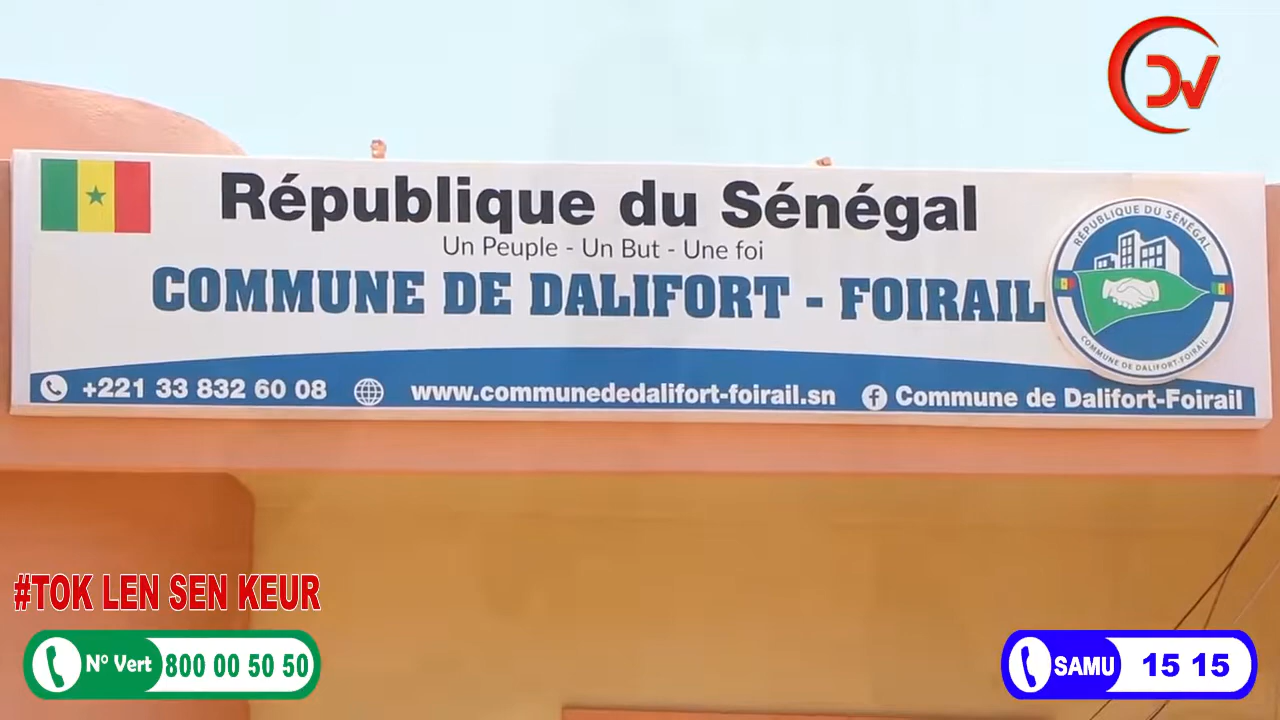 DV
République du Sénégal
Un Peuple - Un But - Une foi
COMMUNE DE DALIFORT - FOIRAIL
RÉPUBLIQUE DU SÉNÉGAL
COMMUNE DE DALIFORT-FOIRAIL
+221 33 832 60 08 www.communededalifort-foirail.sn Commune de Dalifort-Foirail
#TOK LEN SEN KEUR
N° Vert 800 00 50 50
SAMU 15 15